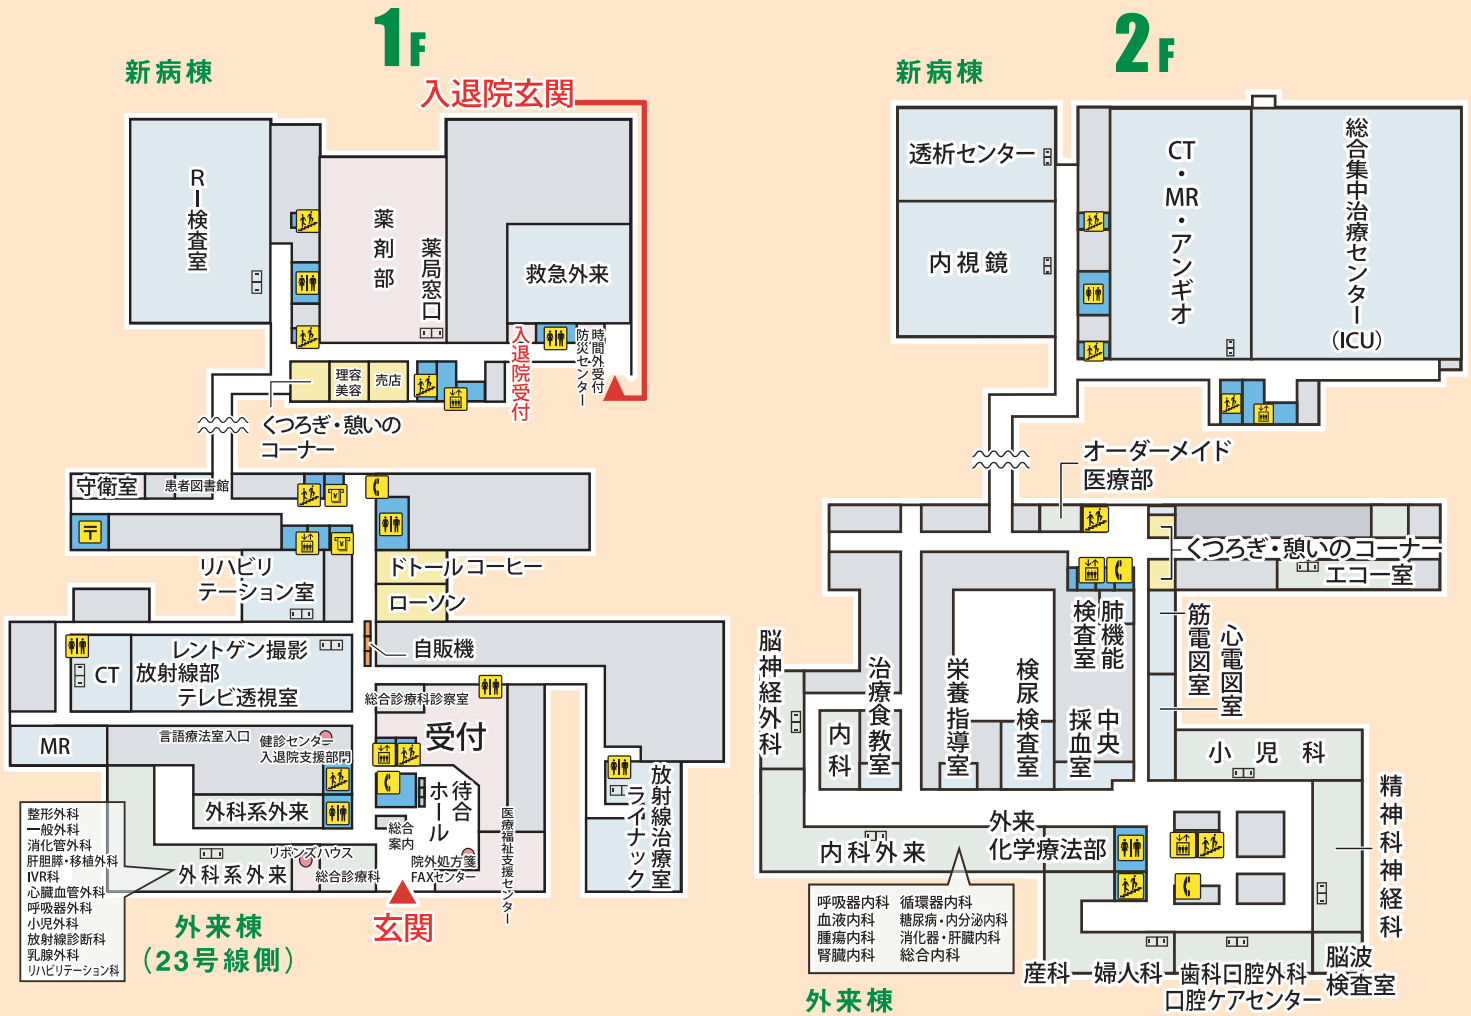 1F
新病棟
入退院玄関
RI検査室
薬剤部
薬局窓口
救急外来
入退院受付
防災センター
時間外受付
理容
美容
売店
くつろぎ・憩いの
コーナー
守衛室
患者図書館
〒
リハビリ
テーション室
ドトールコーヒー
ローソン
自販機
レントゲン撮影
CT
放射線部
テレビ透視室
総合診療科診察室
受付
MR
言語療法室入口
健診センター
入退院支援部門
外科系外来
待合
ホール
総合
案内
医療福祉支援センター
放射線治療室
ライナック
整形外科
一般外科
消化管外科
肝胆膵・移植外科
IVR科
心臓血管外科
呼吸器外科
小児外科
放射線診断科
乳腺外科
リハビリテーション科
外科系外来
リボンズハウス
総合診療科
院外処方箋
FAXセンター
玄関
外来棟
（23号線側）
2F
新病棟
透析センター
内視鏡
CT・MR・アンギオ
総合集中治療センター
（ICU）
オーダーメイド
医療部
くつろぎ・憩いのコーナー
エコー室
肺機能
検査室
筋電図室
心電図室
脳神経外科
治療食教室
内科
栄養指導室
検尿検査室
中央
採血室
小児科
精神科神経科
外来
化学療法部
内科外来
呼吸器内科 循環器内科
血液内科 糖尿病・内分泌内科
腫瘍内科 消化器・肝臓内科
腎臓内科 総合内科
産科
婦人科
歯科口腔外科
口腔ケアセンター
脳波
検査室
外来棟